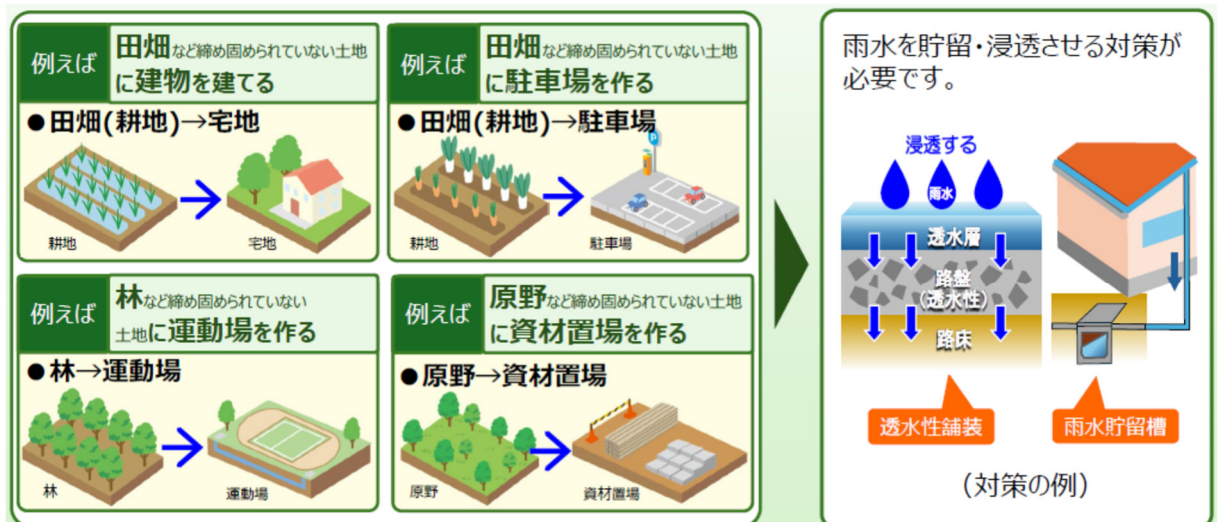 例えば
田畑など締め固められていない土地
に建物を建てる
●田畑(耕地)→宅地
耕地
宅地
例えば
田畑など締め固められていない土地
に駐車場を作る
●田畑(耕地)→駐車場
P
耕地
駐車場
例えば
林など締め固められていない
土地に運動場を作る
●林→運動場
林
運動場
例えば
原野など締め固められていない土地
に資材置場を作る
●原野→資材置場
原野
資材置場
雨水を貯留・浸透させる対策が
必要です。
浸透する
雨水
透水層
路盤
(透水性)
路床
透水性舗装
雨水貯留槽
(対策の例)